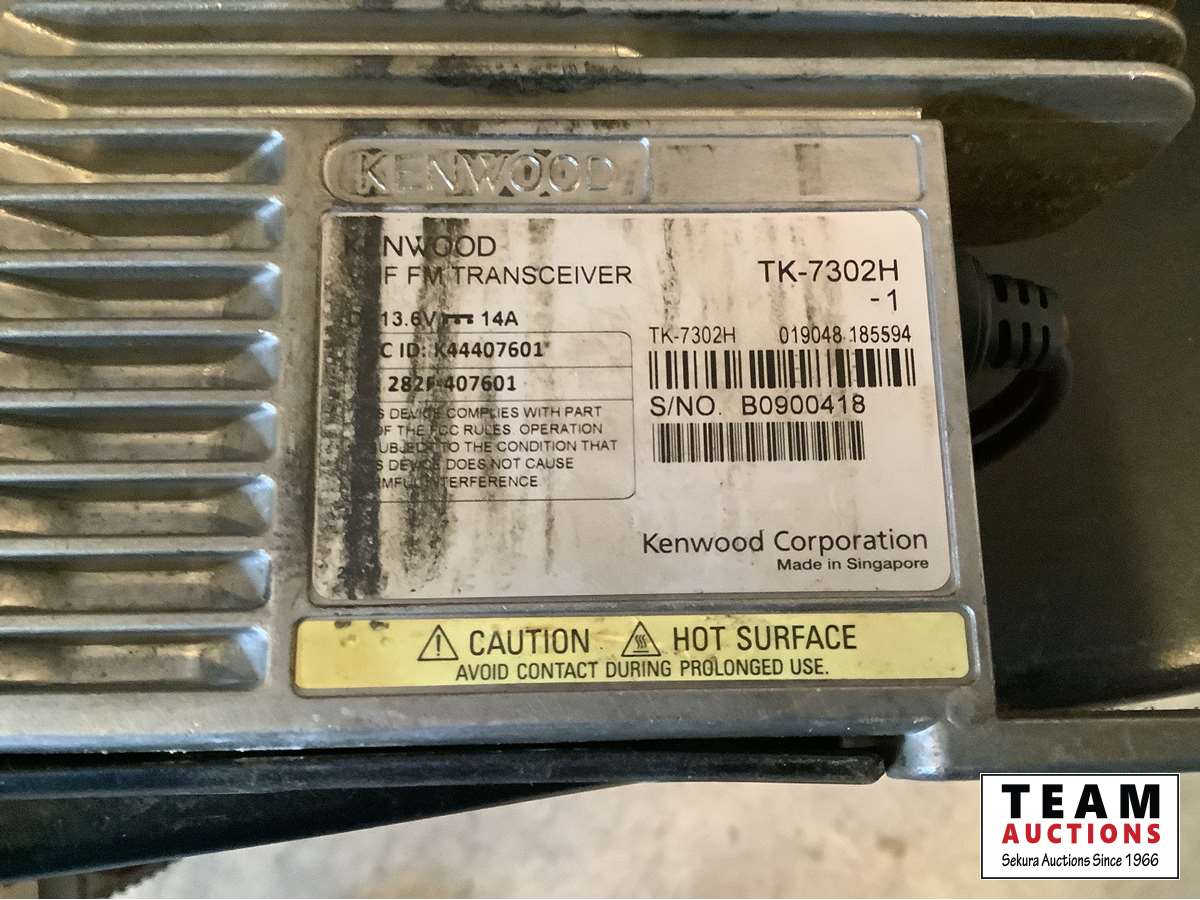 KENWOOD
KENWOOD
F FM TRANSCEIVER
TK-7302H
-1
13.6V 14A
TK-7302H 019048 185594
C ID: K44407601
282F-407601
S/NO. B0900418
S DEVICE COMPLIES WITH PART
OF THE FCC RULES. OPERATION
UBJECT TO THE CONDITION THAT
S DEVICE DOES NOT CAUSE
MFUL INTERFERENCE
Kenwood Corporation
Made in Singapore
CAUTION HOT SURFACE
AVOID CONTACT DURING PROLONGED USE.
TEAM
AUCTIONS
Sekura Auctions Since 1966